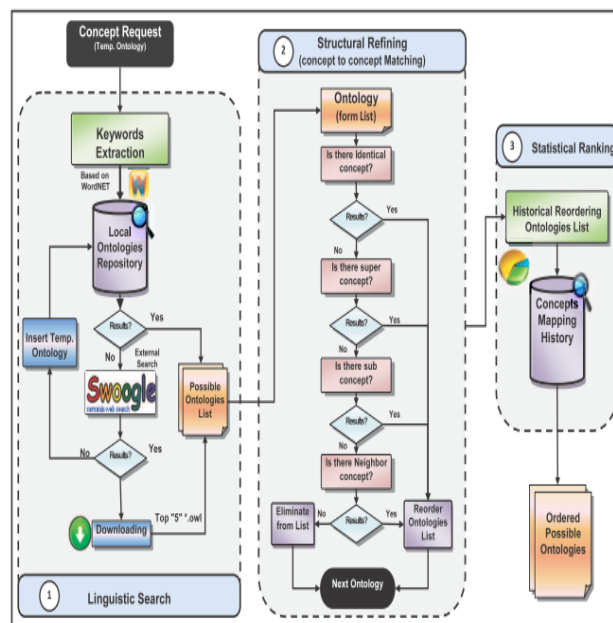 Concept Request
(Temp. Ontology)
Keywords
Extraction
Based on
WordNET
W
Local
Ontologies
Repository
Results?
Yes
No
Insert Temp.
Ontology
External
Search
Swoogle
semantic web search
Possible
Ontologies
List
No
Results?
Yes
Downloading
Top "5" *.owl
1
Linguistic Search
2
Structural Refining
(concept to concept Matching)
Ontology
(form List)
Is there Identical
concept?
Results?
Yes
No
Is there super
concept?
Results?
Yes
No
Is there sub
concept?
Results?
Yes
No
Is there Neighbor
concept?
Eliminate
from List
No
Results?
Yes
Reorder
Ontologies
List
Next Ontology
3
Statistical Ranking
Historical Reordering
Ontologies List
Concepts
Mapping
History
Ordered
Possible
Ontologies